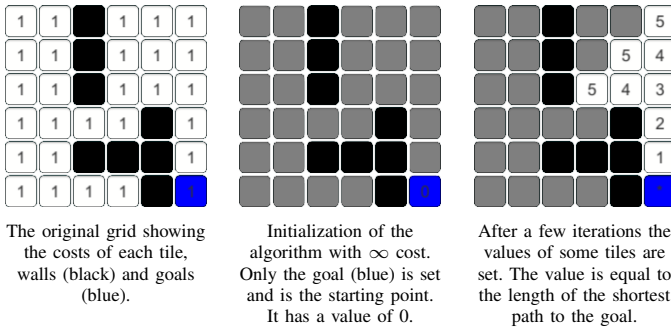 1 1 1 1 1
1 1 1 1 1
1 1 1 1 1
1 1 1 1 1
1 1 1
1 1 1 1 1
The original grid showing
the costs of each tile,
walls (black) and goals
(blue).
0
Initialization of the
algorithm with ∞ cost.
Only the goal (blue) is set
and is the starting point.
It has a value of 0.
5
5 4
5 4 3
2
1
*
After a few iterations the
values of some tiles are
set. The value is equal to
the length of the shortest
path to the goal.